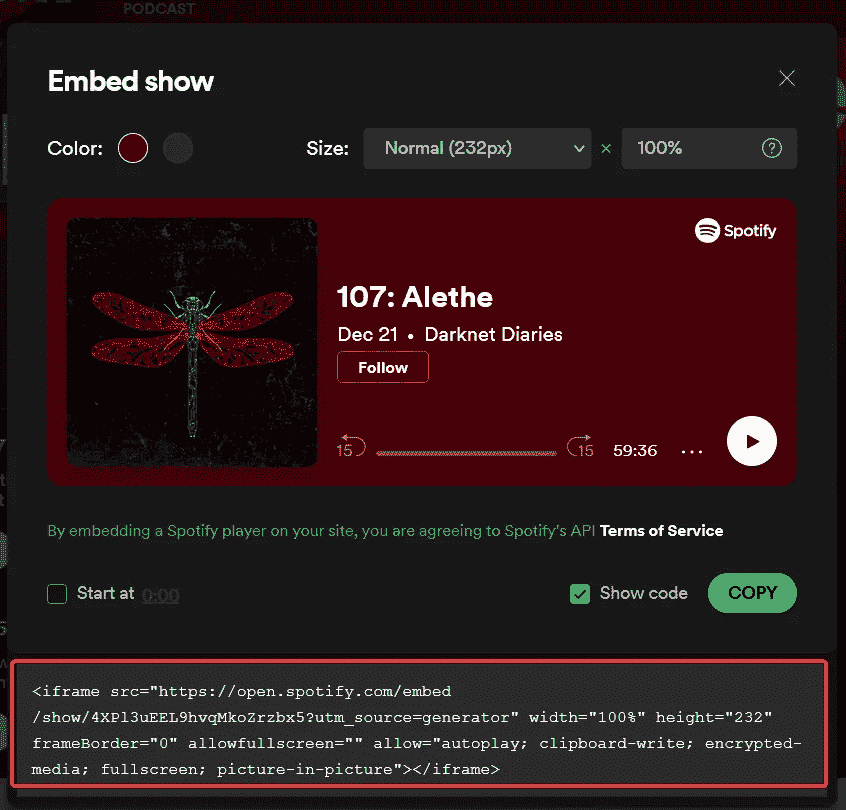 PODCAST
Embed show
Color:
Size: Normal (232px) × 100% ?
Spotify
107: Alethe
Dec 21 • Darknet Diaries
Follow
15 15 59:36 ...
By embedding a Spotify player on your site, you are agreeing to Spotify's API Terms of Service
Start at 0:00 Show code COPY
<iframe src="https://open.spotify.com/embed
/show/4XPl3uEEL9hvqMkoZrzbx5?utm_source=generator" width="100%" height="232"
frameBorder="0" allowfullscreen="" allow="autoplay; clipboard-write; encrypted-
media; fullscreen; picture-in-picture"></iframe>